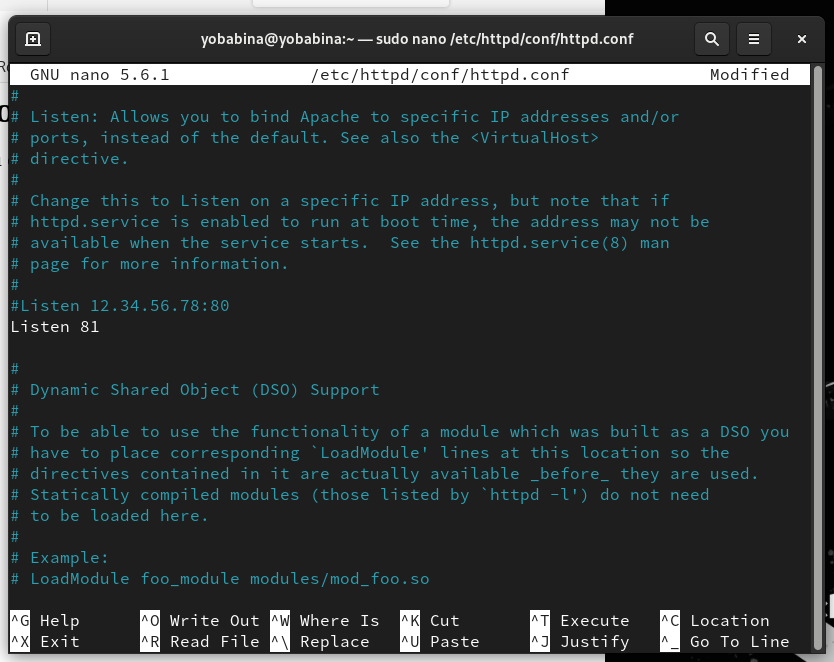 yobabina@yobabina:~ — sudo nano /etc/httpd/conf/httpd.conf
GNU nano 5.6.1 /etc/httpd/conf/httpd.conf Modified
#
# Listen: Allows you to bind Apache to specific IP addresses and/or
# ports, instead of the default. See also the <VirtualHost>
# directive.
#
# Change this to Listen on a specific IP address, but note that if
# httpd.service is enabled to run at boot time, the address may not be
# available when the service starts.  See the httpd.service(8) man
# page for more information.
#
#Listen 12.34.56.78:80
Listen 81
#
# Dynamic Shared Object (DSO) Support
#
# To be able to use the functionality of a module which was built as a DSO you
# have to place corresponding `LoadModule' lines at this location so the
# directives contained in it are actually available _before_ they are used.
# Statically compiled modules (those listed by `httpd -l') do not need
# to be loaded here.
#
# Example:
# LoadModule foo_module modules/mod_foo.so
^G Help ^O Write Out ^W Where Is ^K Cut ^T Execute ^C Location
^X Exit ^R Read File ^\ Replace ^U Paste ^J Justify ^_ Go To Line